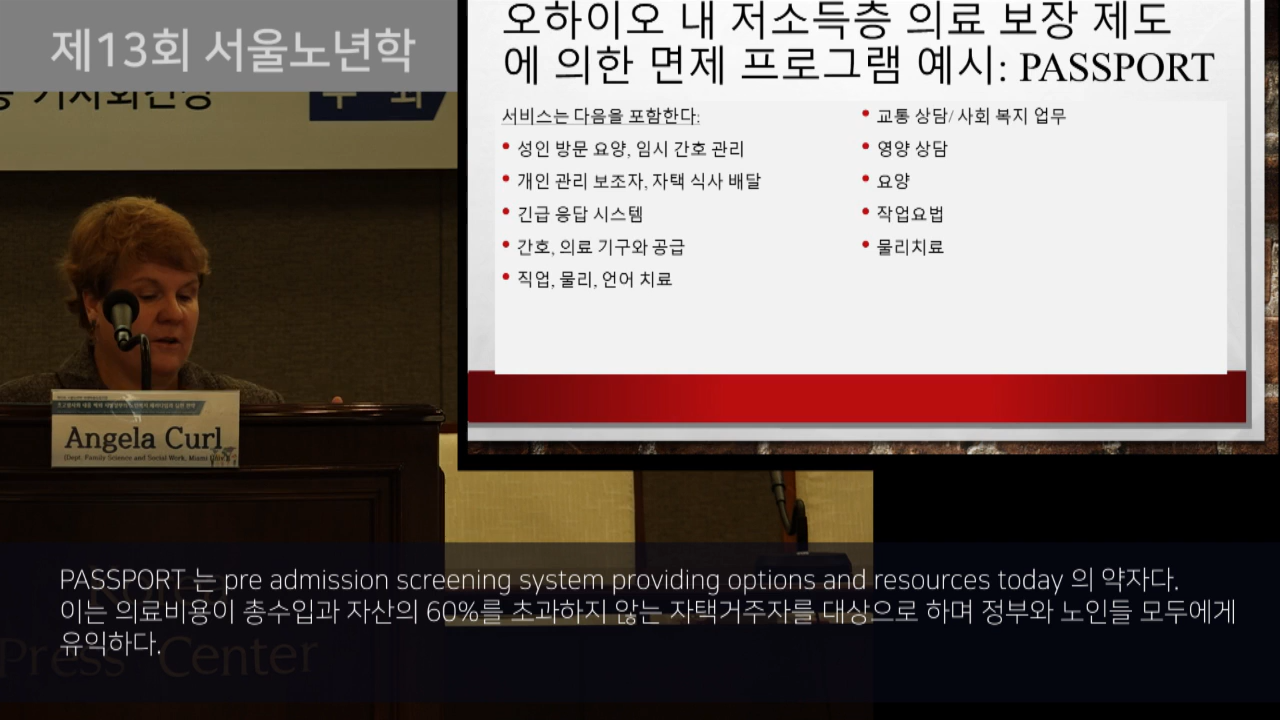 제13회 서울노년학
오하이오 내 저소득층 의료 보장 제도
에 의한 면제 프로그램 예시: PASSPORT
서비스는 다음을 포함한다:
• 성인 방문 요양, 임시 간호 관리
• 개인 관리 보조자, 자택 식사 배달
• 긴급 응답 시스템
• 간호, 의료 기구와 공급
• 직업, 물리, 언어 치료
• 교통 상담/ 사회 복지 업무
• 영양 상담
• 요양
• 작업요법
• 물리치료
Angela Curl
(Dept. Family Science and Social Work, Miami
PASSPORT 는 pre admission screening system providing options and resources today 의 약자다.
이는 의료비용이 총수입과 자산의 60%를 초과하지 않는 자택거주자를 대상으로 하며 정부와 노인들 모두에게
유익하다.
Press Center